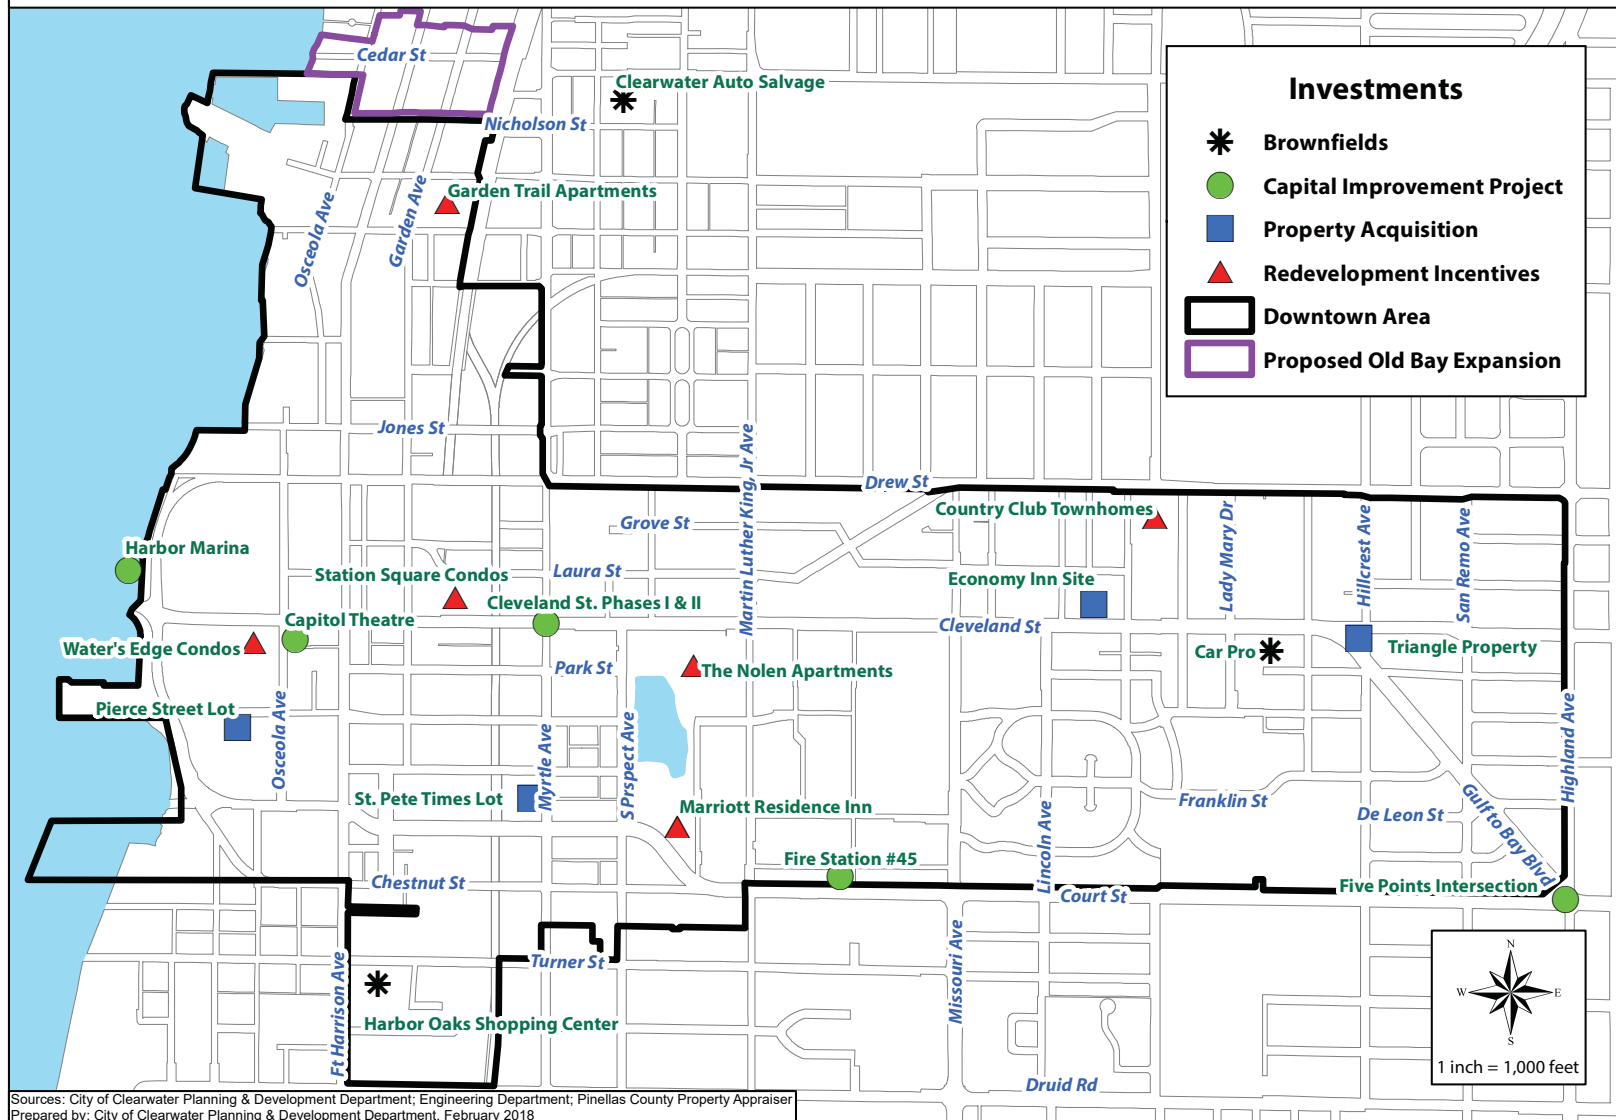 Cedar St
Clearwater Auto Salvage
Nicholson St
Garden Trail Apartments
Osceola Ave
Garden Ave
Jones St
Martin Luther King, Jr Ave
Drew St
Grove St
Country Club Townhomes
Lady Mary Dr
Hillcrest Ave
San Remo Ave
Harbor Marina
Station Square Condos
Laura St
Economy Inn Site
Cleveland St. Phases I & II
Capitol Theatre
Cleveland St
Water's Edge Condos
Car Pro
Triangle Property
Park St
The Nolen Apartments
Pierce Street Lot
Osceola Ave
Myrtle Ave
S Prspect Ave
Highland Ave
St. Pete Times Lot
Marriott Residence Inn
Franklin St
De Leon St
Gulf to Bay Blvd
Lincoln Ave
Fire Station #45
Chestnut St
Court St
Five Points Intersection
Turner St
Missouri Ave
Ft Harrison Ave
Harbor Oaks Shopping Center
Druid Rd
Investments
Brownfields
Capital Improvement Project
Property Acquisition
Redevelopment Incentives
Downtown Area
Proposed Old Bay Expansion
N
W
E
S
1 inch = 1,000 feet
Sources: City of Clearwater Planning & Development Department; Engineering Department; Pinellas County Property Appraiser
Prepared by: City of Clearwater Planning & Development Department, February 2018